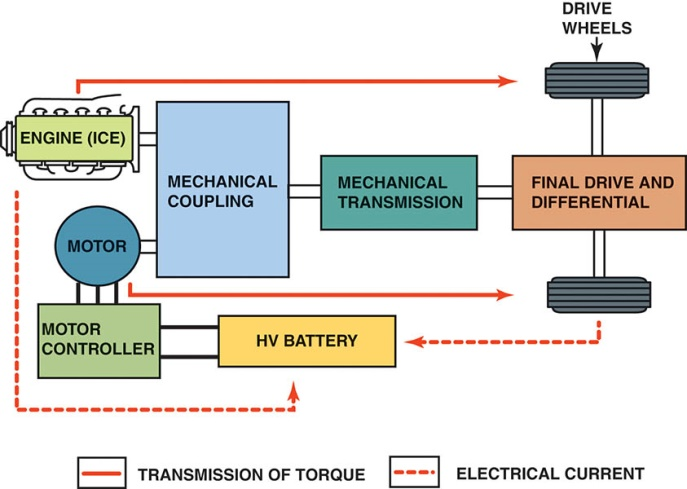 DRIVE
WHEELS
ENGINE (ICE)
MECHANICAL
COUPLING
MECHANICAL
TRANSMISSION
FINAL DRIVE AND
DIFFERENTIAL
MOTOR
MOTOR
CONTROLLER
HV BATTERY
TRANSMISSION OF TORQUE
ELECTRICAL CURRENT